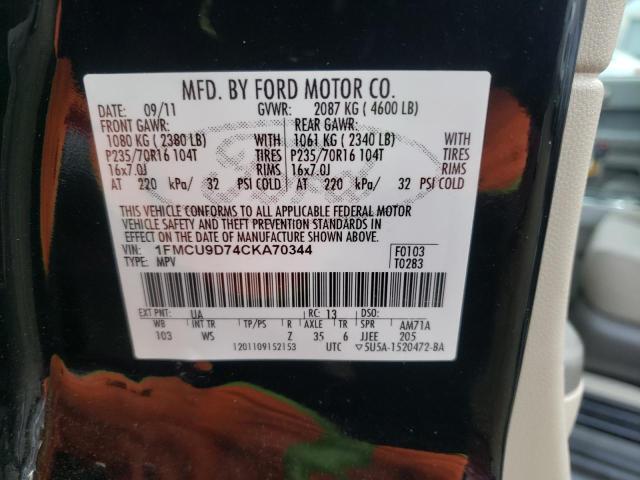 MFD. BY FORD MOTOR CO.
DATE: 09/11 GVWR: 2087 KG ( 4600 LB)
FRONT GAWR: REAR GAWR:
1080 KG ( 2380 LB) WITH 1061 KG ( 2340 LB) WITH
P235/70R16 104T TIRES P235/70R16 104T TIRES
16x7.0J RIMS 16x7.0J RIMS
AT 220 kPa/ 32 PSI COLD AT 220 kPa/ 32 PSI COLD
THIS VEHICLE CONFORMS TO ALL APPLICABLE FEDERAL MOTOR
VEHICLE SAFETY AND THEFT PREVENTION STANDARDS IN
EFFECT ON THE DATE OF MANUFACTURE SHOWN ABOVE.
VIN: 1FMCU9D74CKA70344 F0103
TYPE: MPV T0283
EXT PNT: UA RC: 13 DSO:
WB INT TR TP/PS R AXLE TR SPR AM71A
103 WS Z 35 6 JJEE 205
1201109152153 UTC 5U5A-1520472-BA